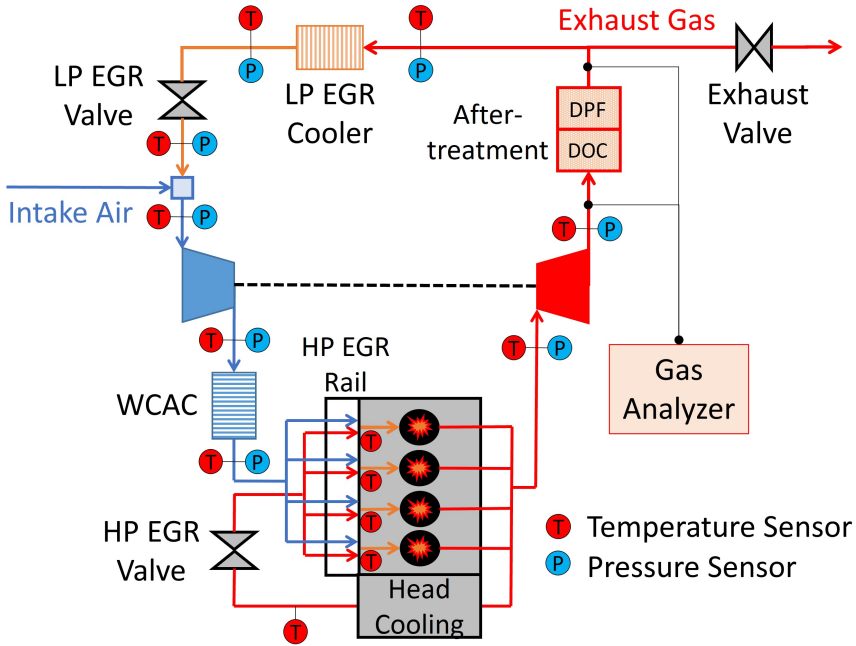 T
T
Exhaust Gas
P
P
LP EGR
Valve
LP EGR
Cooler
Exhaust
Valve
After-
treatment
DPF
DOC
T
P
Intake Air
T
P
T
P
T
P
HP EGR
Rail
T
P
Gas
Analyzer
WCAC
T
T
P
T
T
T
HP EGR
Valve
T
Temperature Sensor
P
Pressure Sensor
Head
Cooling
T